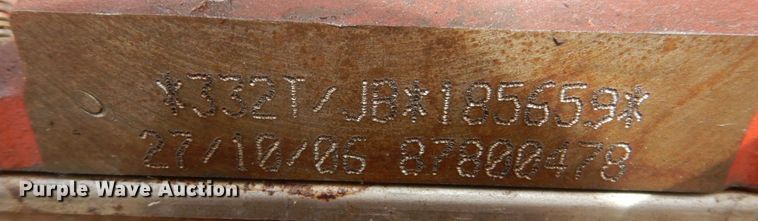 *332T/JB*185659*
27/10/06 87800478
Purple Wave Auction